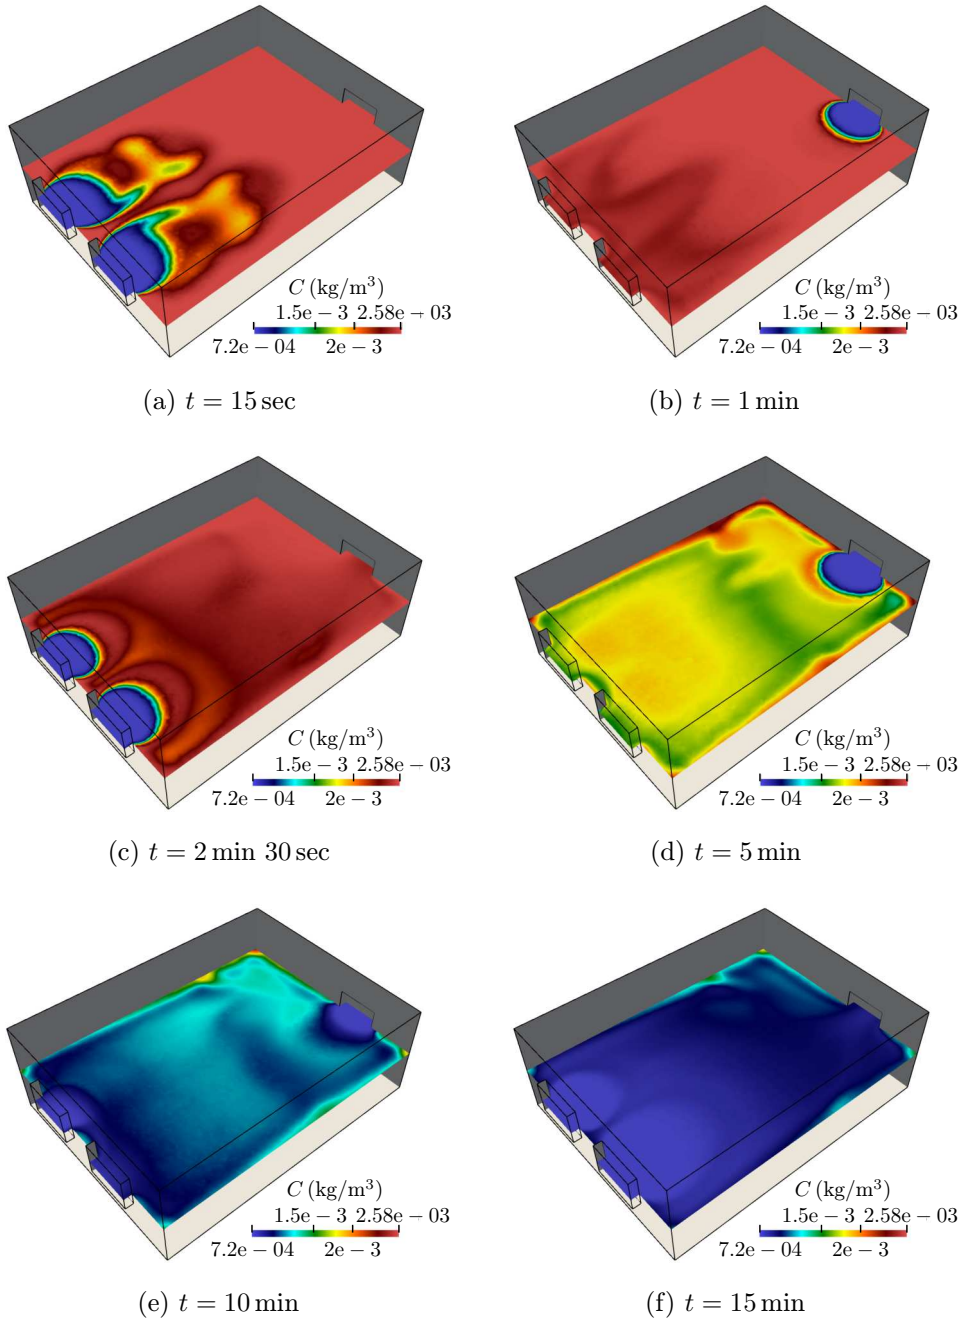 C (kg/m³) C (kg/m³)
1.5e − 3 2.58e − 03 1.5e − 3 2.58e − 03
7.2e − 04 2e − 3 7.2e − 04 2e − 3
(a) t = 15 sec (b) t = 1 min
C (kg/m³) C (kg/m³)
1.5e − 3 2.58e − 03 1.5e − 3 2.58e − 03
7.2e − 04 2e − 3 7.2e − 04 2e − 3
(c) t = 2 min 30 sec (d) t = 5 min
C (kg/m³) C (kg/m³)
1.5e − 3 2.58e − 03 1.5e − 3 2.58e − 03
7.2e − 04 2e − 3 7.2e − 04 2e − 3
(e) t = 10 min (f) t = 15 min